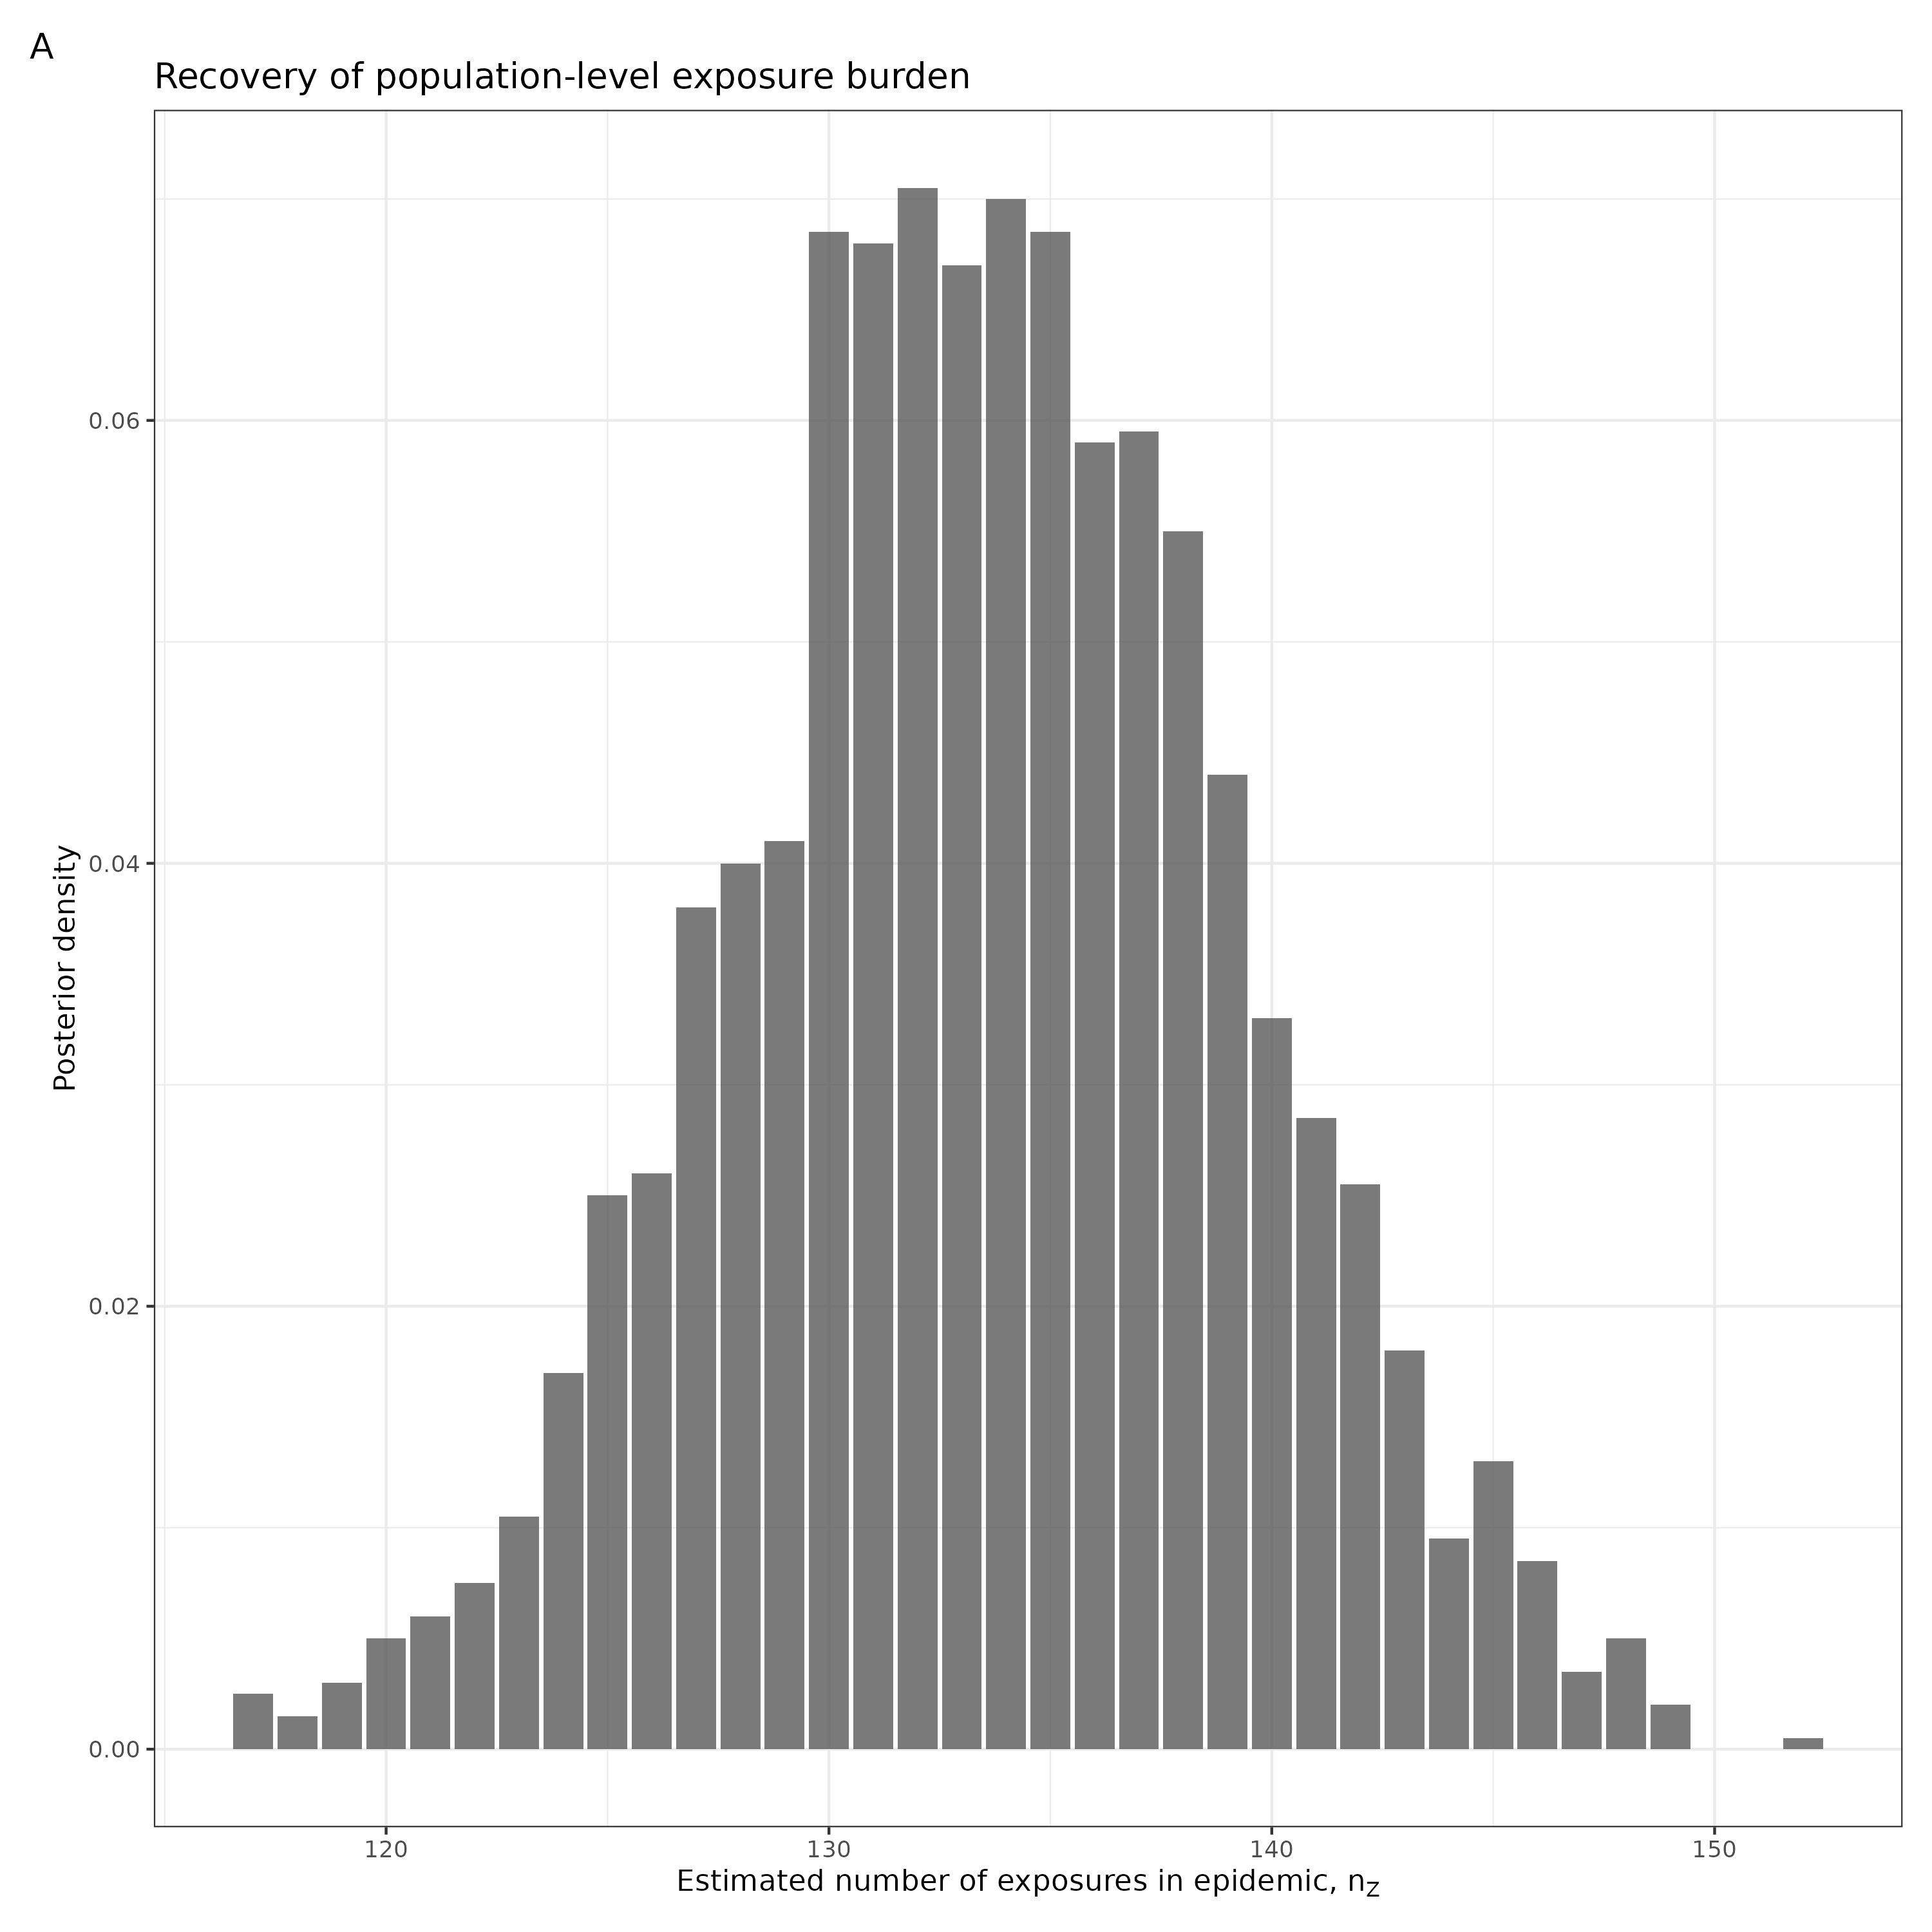 A
Recovery of population-level exposure burden
Posterior density
0.06
0.04
0.02
0.00
120 130 140 150
Estimated number of exposures in epidemic, nZ